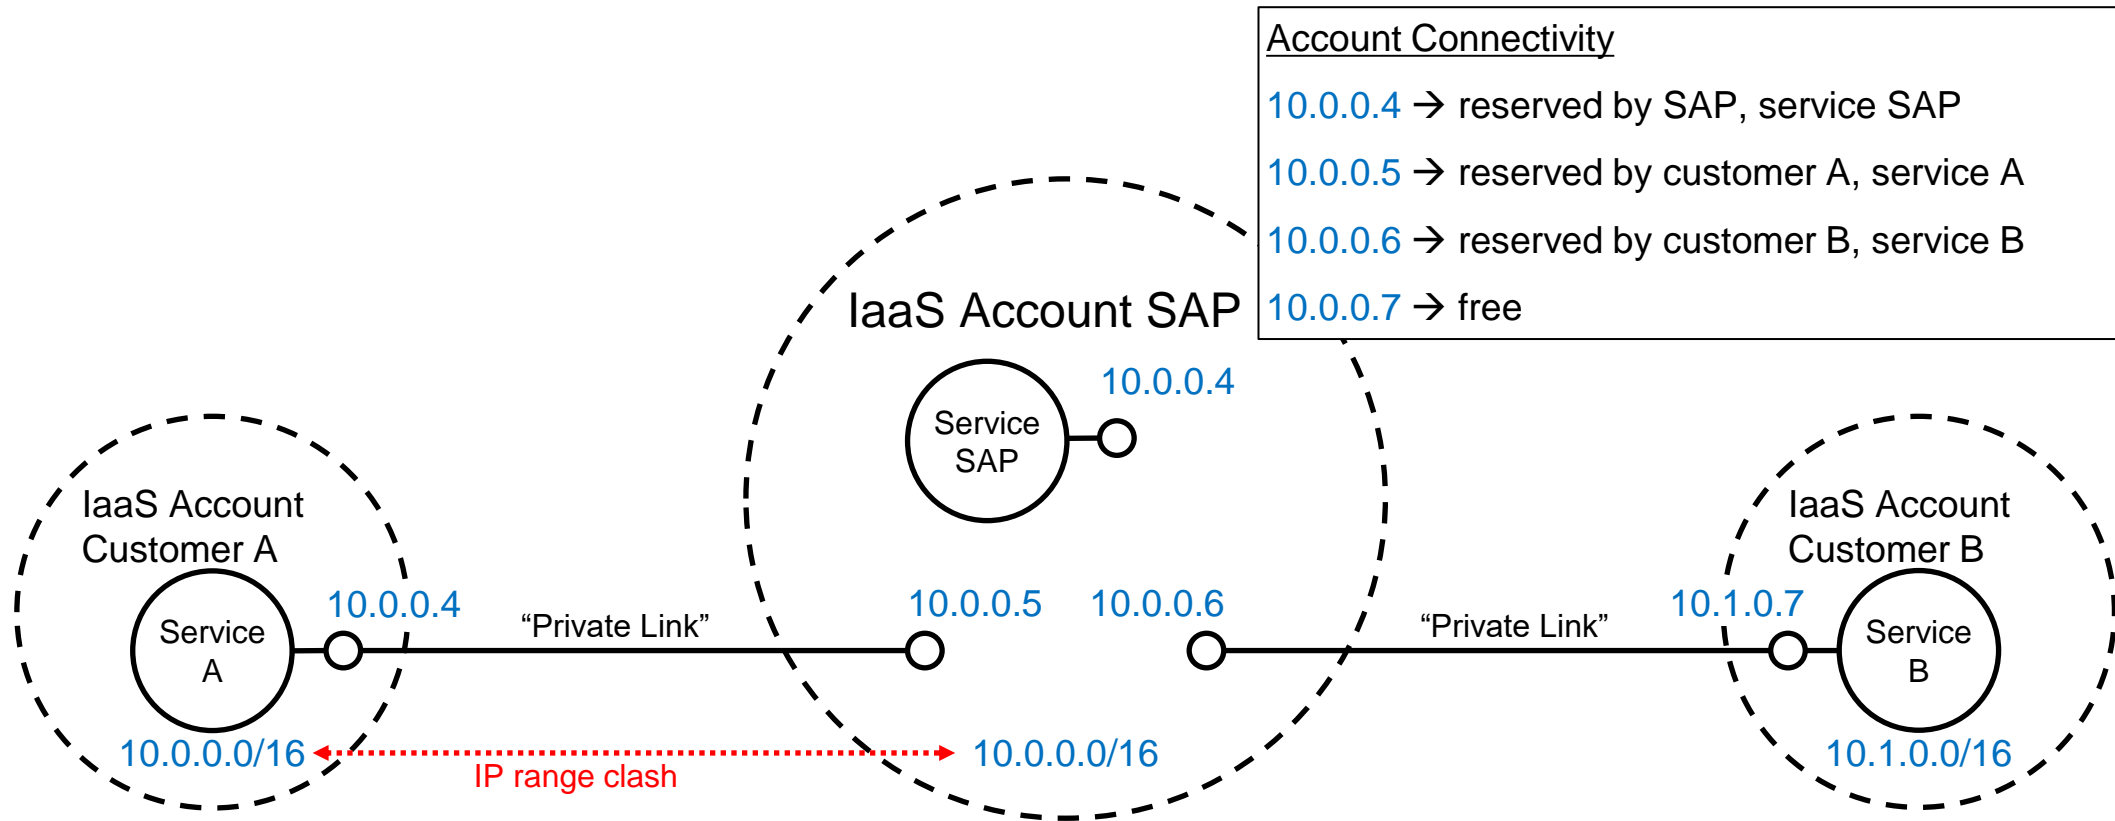 Account Connectivity
10.0.0.4 → reserved by SAP, service SAP
10.0.0.5 → reserved by customer A, service A
10.0.0.6 → reserved by customer B, service B
10.0.0.7 → free
IaaS Account SAP
10.0.0.4
Service
SAP
IaaS Account
Customer A
Service
A
10.0.0.4
“Private Link”
10.0.0.5
10.0.0.6
“Private Link”
10.1.0.7
IaaS Account
Customer B
Service
B
10.0.0.0/16
IP range clash
10.0.0.0/16
10.1.0.0/16